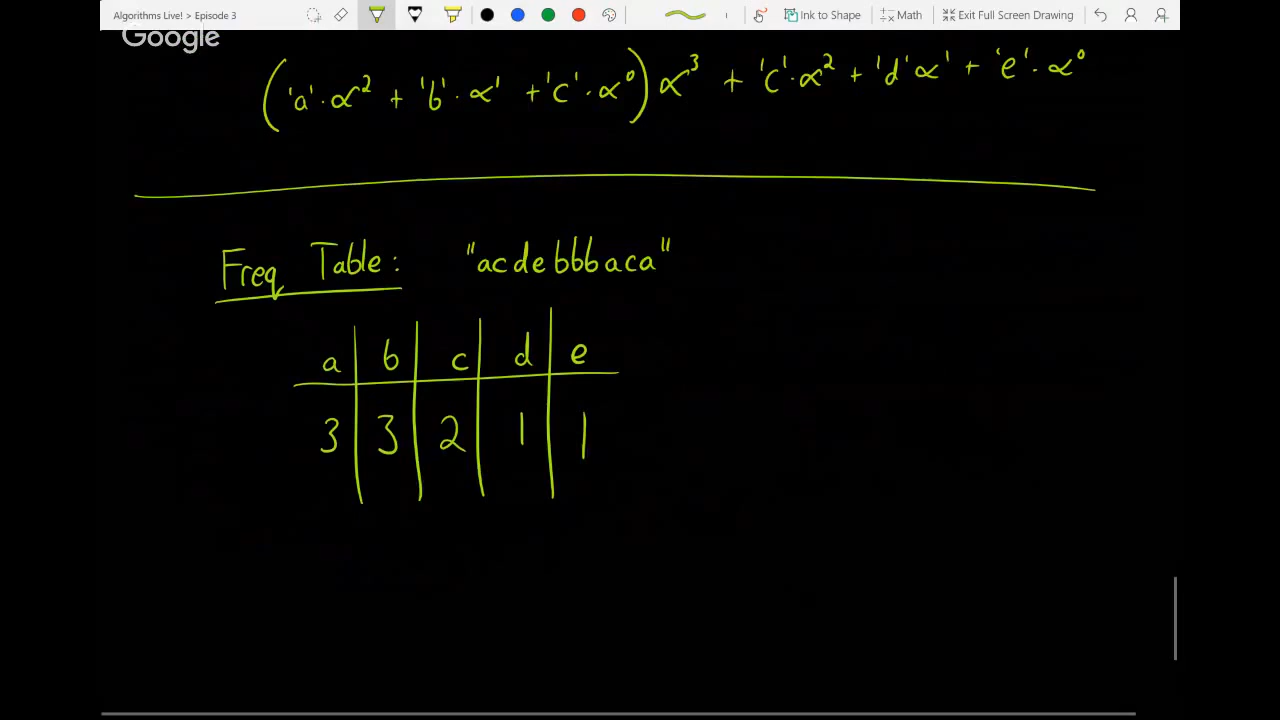 Algorithms Live! > Episode 3
Ink to Shape
Math
Exit Full Screen Drawing
Google
('a'·α² + 'b'·α¹ + 'c'·α⁰)α³ + 'c'·α² + 'd'α¹ + 'e'·α⁰
Freq Table: "acdebbbaca"
a b c d e
3 3 2 1 1